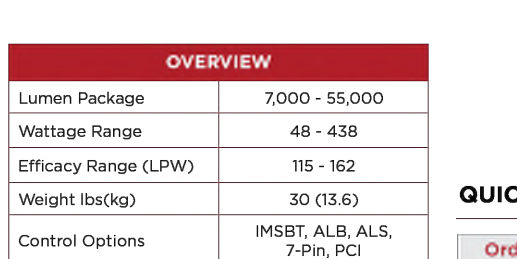 OVERVIEW
Lumen Package 7,000 - 55,000
Wattage Range 48 - 438
Efficacy Range (LPW) 115 - 162
Weight lbs(kg) 30 (13.6)
Control Options IMSBT, ALB, ALS,
7-Pin, PCI